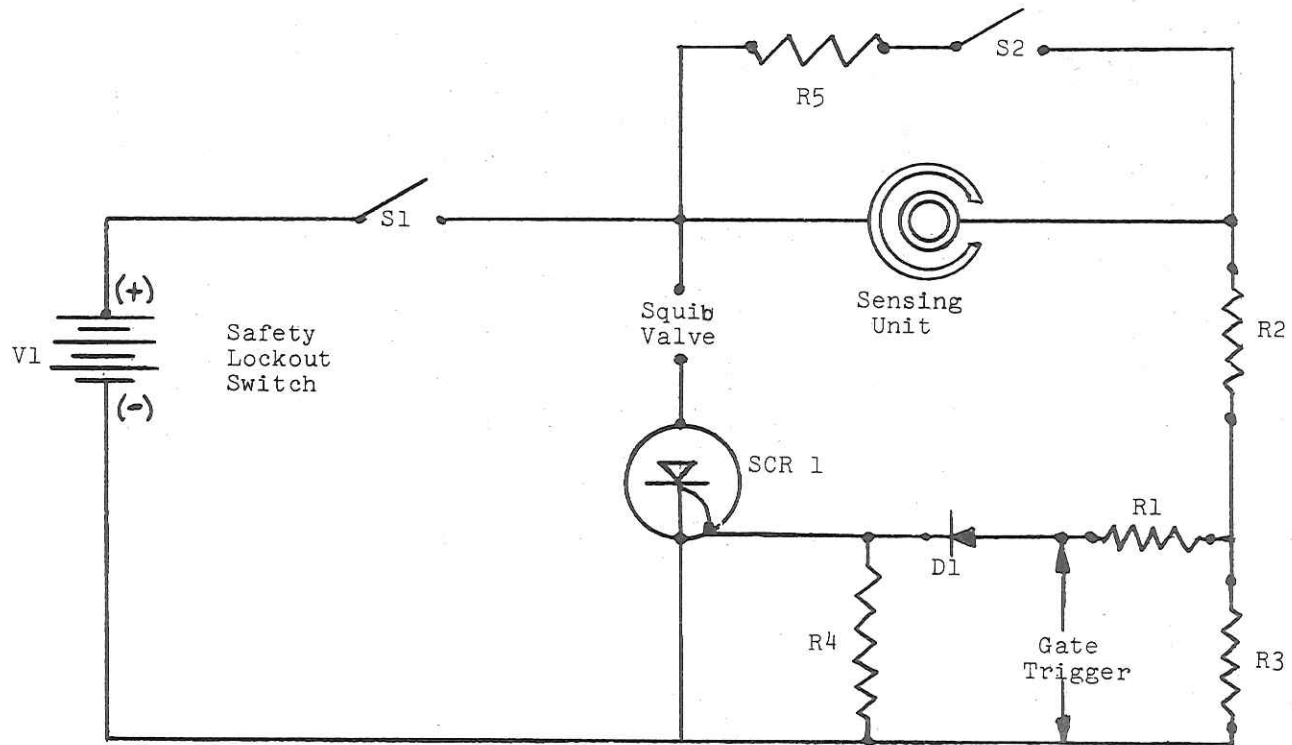 S2
R5
S1
(+)
V1
(-)
Safety
Lockout
Switch
Squib
Valve
Sensing
Unit
R2
SCR 1
R1
D1
R4
Gate
Trigger
R3